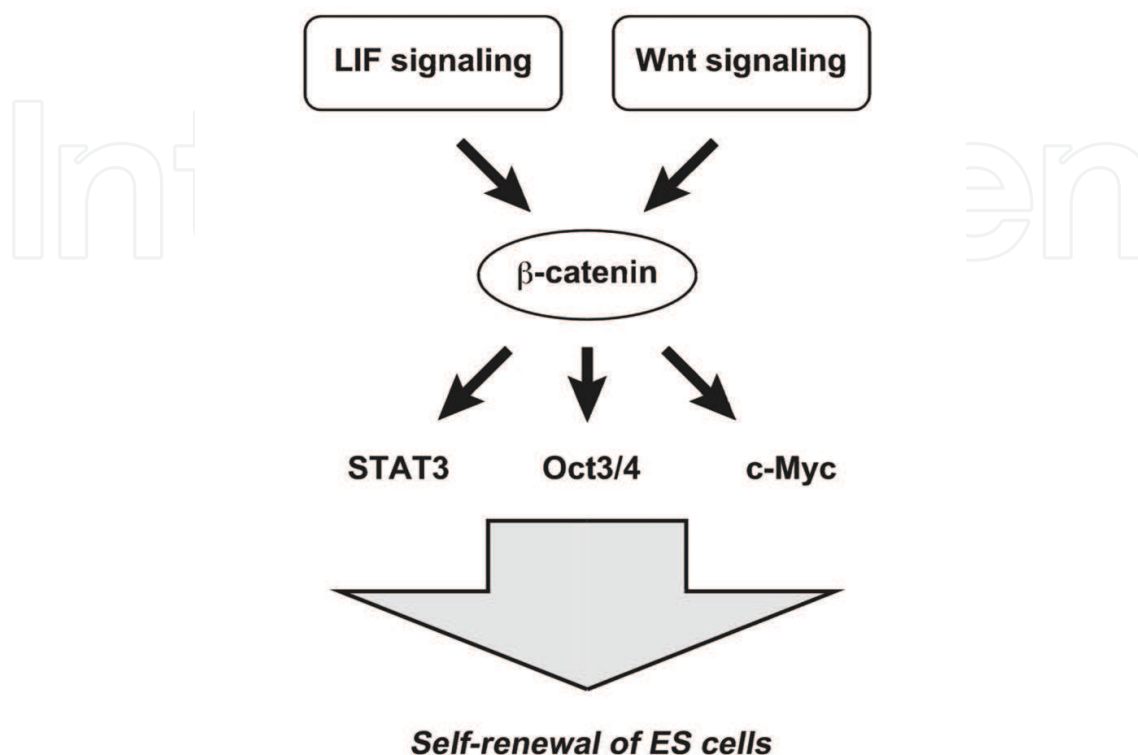 LIF signaling
Wnt signaling
β-catenin
STAT3
Oct3/4
c-Myc
Self-renewal of ES cells